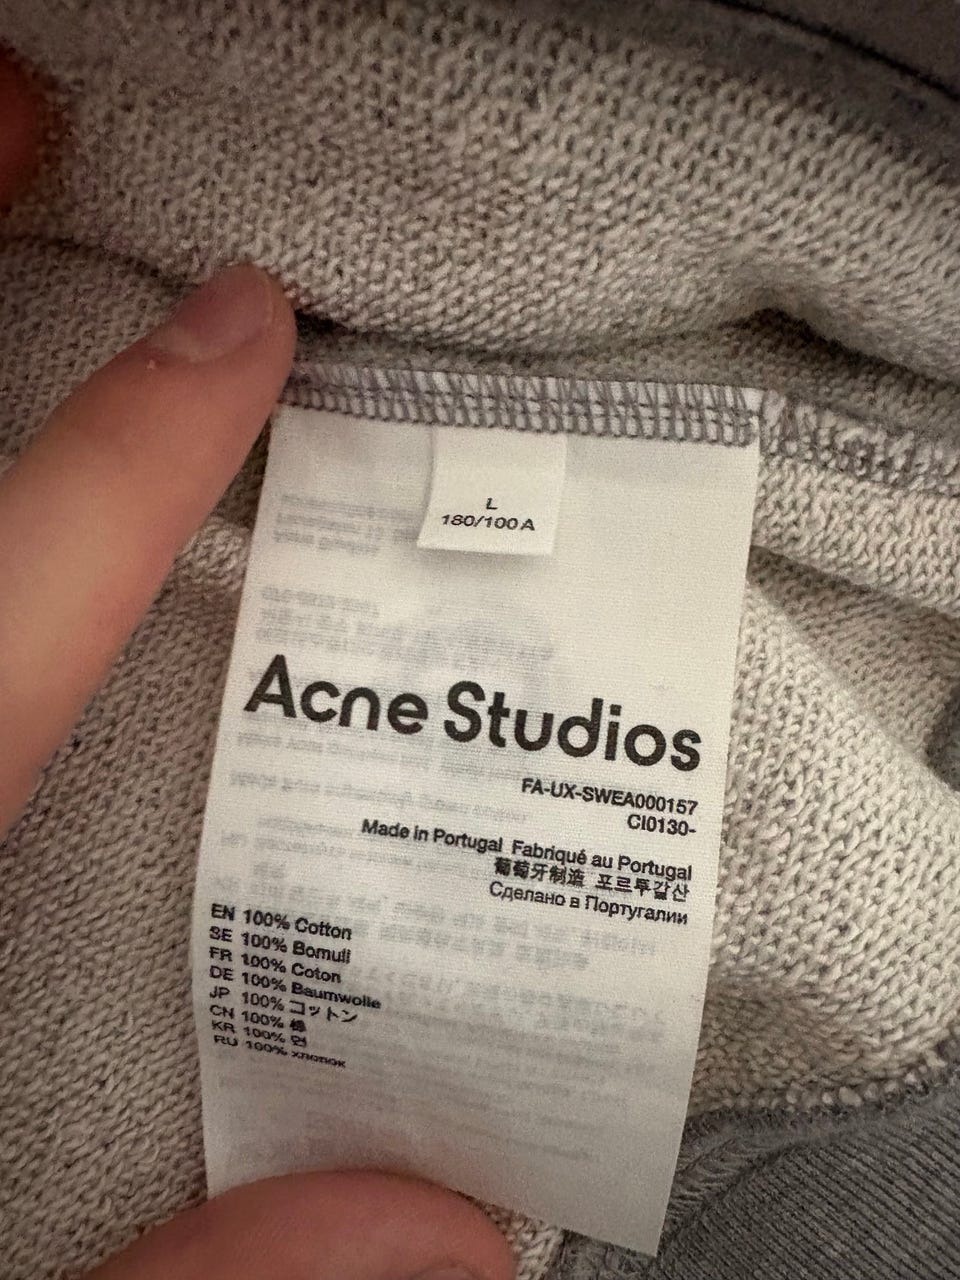 L
180/100A
Acne Studios
FA-UX-SWEA000157
CI0130-
Made in Portugal Fabriqué au Portugal
葡萄牙制造 포르투갈산
Сделано в Португалии
EN 100% Cotton
SE 100% Bomull
FR 100% Coton
DE 100% Baumwolle
JP 100% コットン
CN 100% 棉
KR 100% 면
RU 100% хлопок